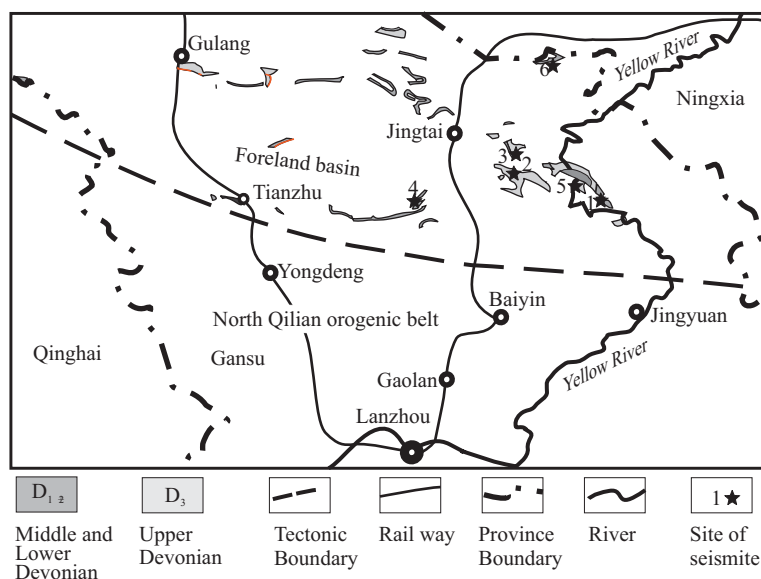 Gulang
6
Yellow River
Ningxia
Jingtai
3
2
Foreland basin
4
5
1
Tianzhu
Yongdeng
Baiyin
North Qilian orogenic belt
Jingyuan
Qinghai
Gansu
Yellow River
Gaolan
Lanzhou
D1-2
D3
1
Middle and
Lower
Devonian
Upper
Devonian
Tectonic
Boundary
Rail way
Province
Boundary
River
Site of
seismite